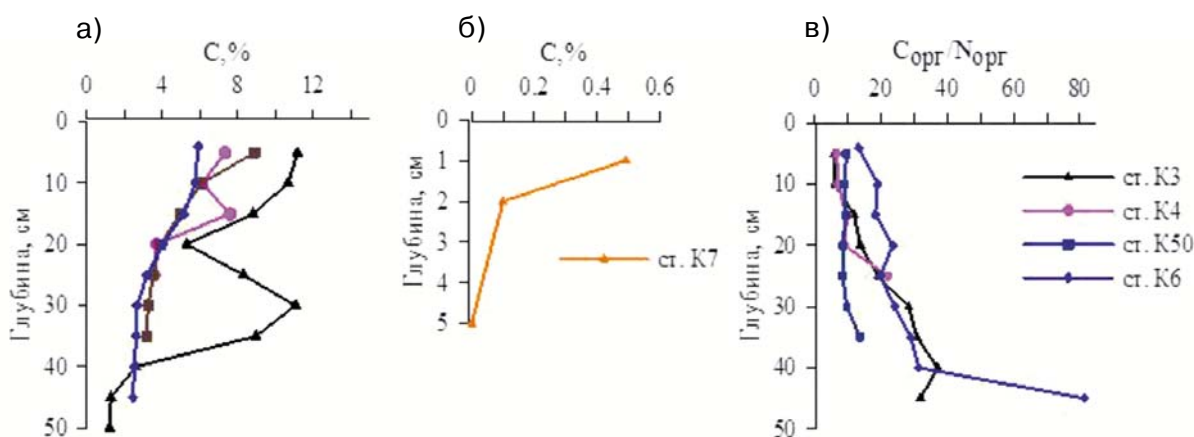 а)
C,%
0 4 8 12
0
10
20
30
40
50
Глубина, см
б)
C,%
0 0.2 0.4 0.6
0
1
2
3
4
5
Глубина, см
ст. К7
в)
Cорг/Nорг
0 20 40 60 80
0
10
20
30
40
50
Глубина, см
ст. К3
ст. К4
ст. К50
ст. К6